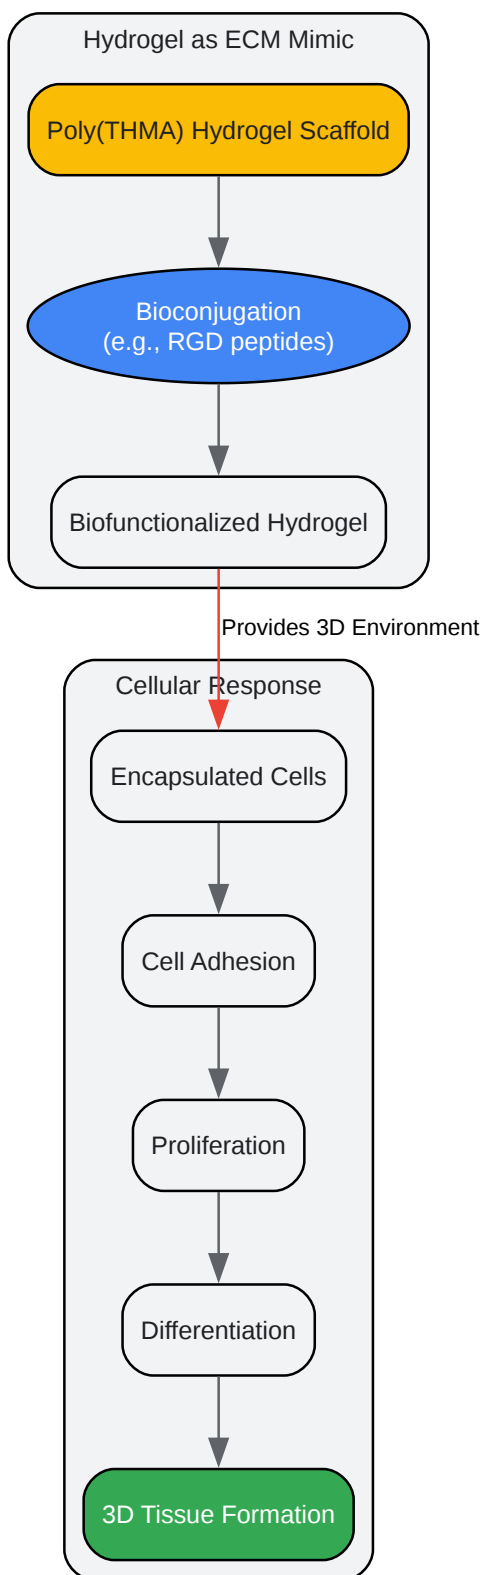 Hydrogel as ECM Mimic
Poly(THMA) Hydrogel Scaffold
Bioconjugation
(e.g., RGD peptides)
Biofunctionalized Hydrogel
Provides 3D Environment
Cellular Response
Encapsulated Cells
Cell Adhesion
Proliferation
Differentiation
3D Tissue Formation